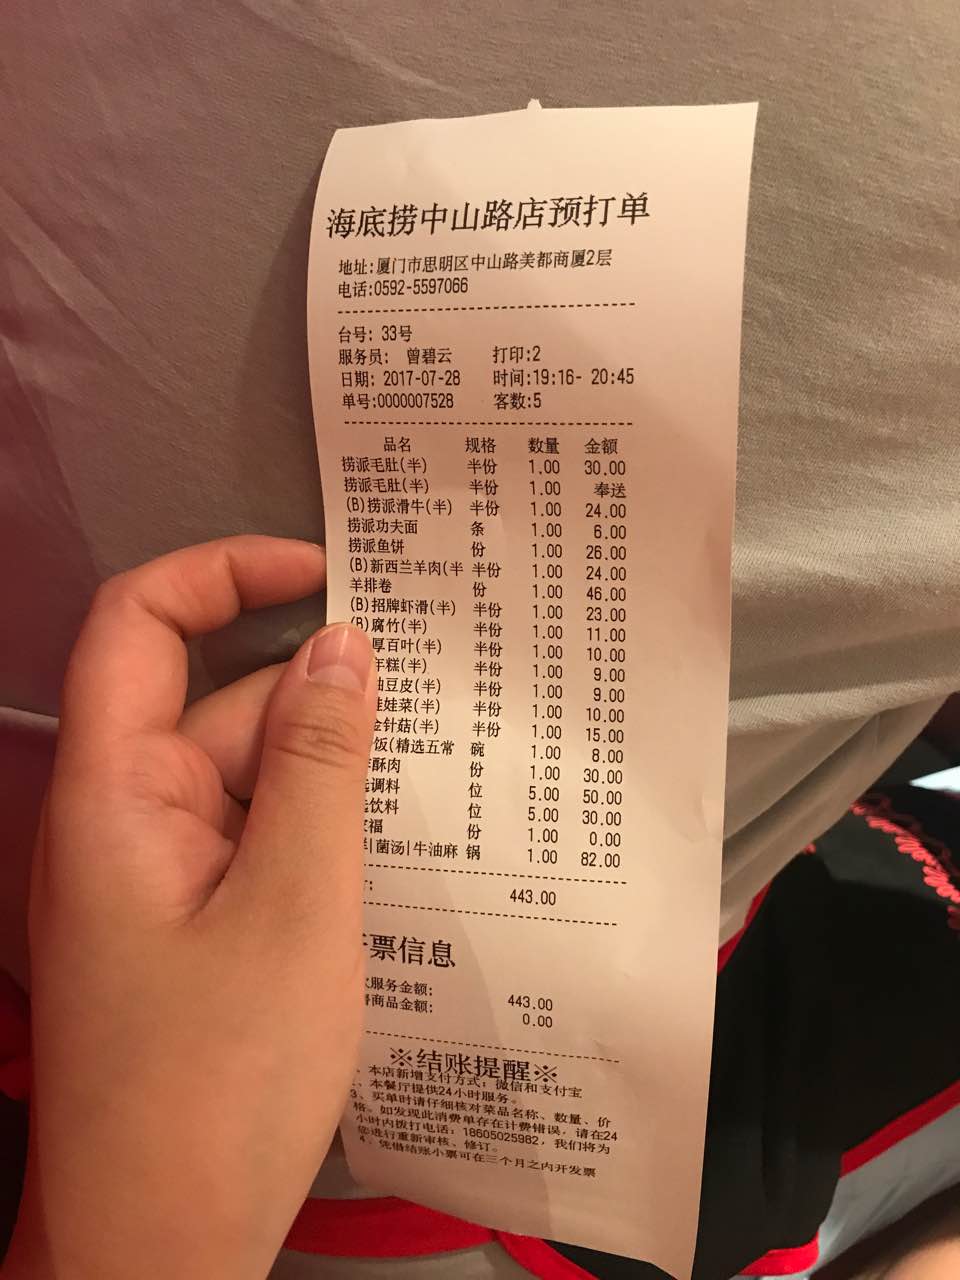 海底捞中山路店预打单
地址:厦门市思明区中山路美都商厦2层
电话:0592-5597066
台号: 33号
服务员: 曾碧云 打印:2
日期: 2017-07-28 时间:19:16- 20:45
单号:0000007528 客数:5
品名 规格 数量 金额
捞派毛肚(半) 半份 1.00 30.00
捞派毛肚(半) 半份 1.00 奉送
(B)捞派滑牛(半) 半份 1.00 24.00
捞派功夫面 条 1.00 6.00
捞派鱼饼 份 1.00 26.00
(B)新西兰羊肉(半 半份 1.00 24.00
羊排卷 份 1.00 46.00
(B)招牌虾滑(半) 半份 1.00 23.00
(B)腐竹(半) 半份 1.00 11.00
厚百叶(半) 半份 1.00 10.00
年糕(半) 半份 1.00 9.00
油豆皮(半) 半份 1.00 9.00
娃娃菜(半) 半份 1.00 10.00
金针菇(半) 半份 1.00 15.00
饭(精选五常 碗 1.00 8.00
酥肉 份 1.00 30.00
选调料 位 5.00 50.00
选饮料 位 5.00 30.00
福 份 1.00 0.00
|菌汤|牛油麻 锅 1.00 82.00
: 443.00
票信息
服务金额: 443.00
商品金额: 0.00
※结账提醒※
、本店新增支付方式：微信和支付宝
、本餐厅提供24小时服务。
3、买单时请仔细核对菜品名称、数量、价
格。如发现此消费单存在计费错误，请在24
小时内拨打电话：18605025982，我们将为
您进行重新审核、修订。
4、凭借结账小票可在三个月之内开发票